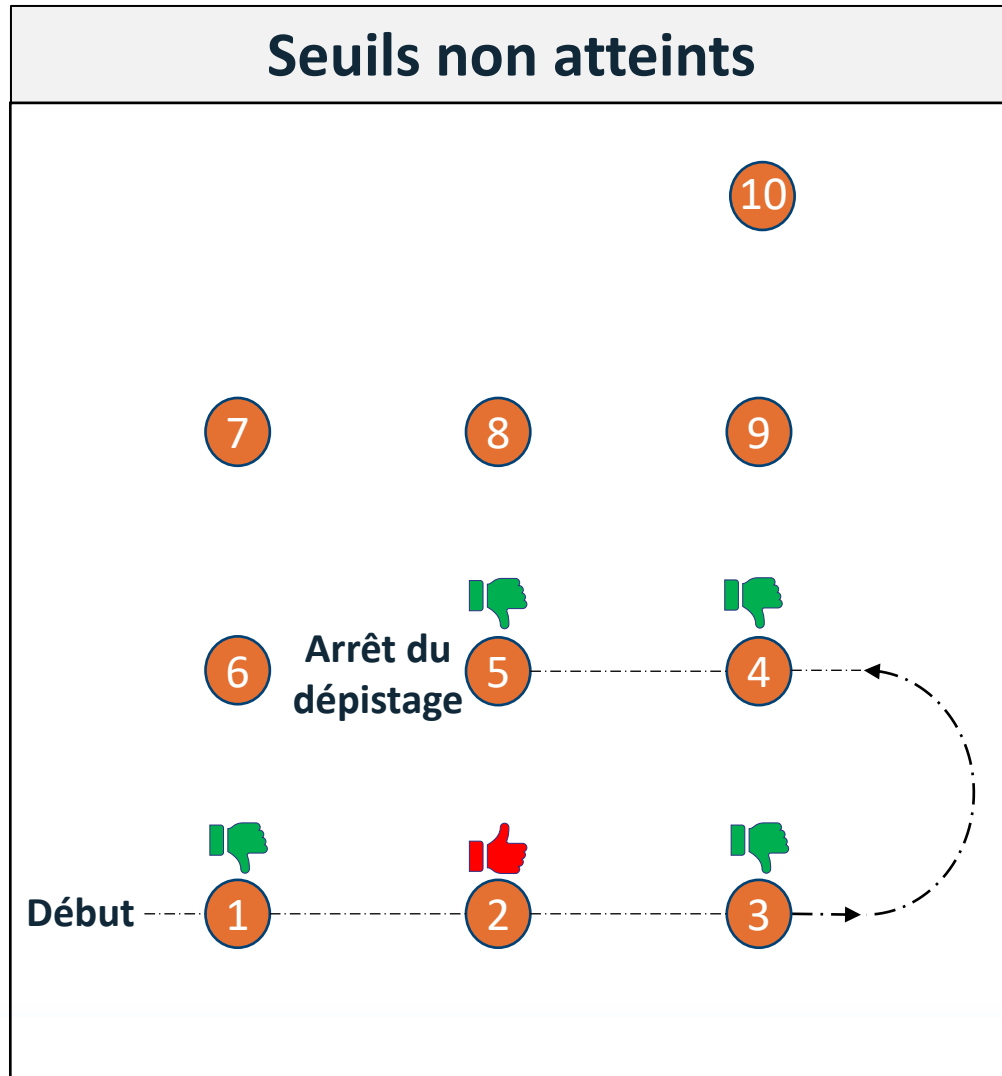 Seuils non atteints
10
7 8 9
6 Arrêt du
dépistage 5 4
Début 1 2 3